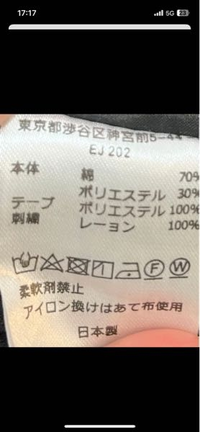 17:17
5G
東京都渋谷区神宮前5-44
EJ 202
本体 綿 70%
ポリエステル 30%
テープ ポリエステル 100%
刺繍 レーヨン 100%
F W
柔軟剤禁止
アイロン掛けはあて布使用
日本製